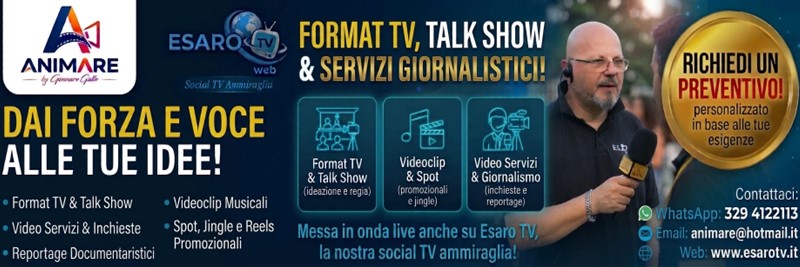 ANIMARE
by Gennaro Gallo
ESARO TV
web
Social TV Ammiraglia
DAI FORZA E VOCE
ALLE TUE IDEE!
• Format TV & Talk Show
• Video Servizi & Inchieste
• Reportage Documentaristici
• Videoclip Musicali
• Spot, Jingle e Reels
Promozionali
FORMAT TV, TALK SHOW
& SERVIZI GIORNALISTICI!
Format TV
& Talk Show
(ideazione e regia)
Videoclip
& Spot
(promozionali
e jingle)
Video Servizi
& Giornalismo
(inchieste e
reportage)
Messa in onda live anche su Esaro TV,
la nostra social TV ammiraglia!
RICHIEDI UN
PREVENTIVO!
personalizzato
in base alle tue
esigenze
Contattaci:
WhatsApp: 329 4122113
Email: animare@hotmail.it
Web: www.esarotv.it